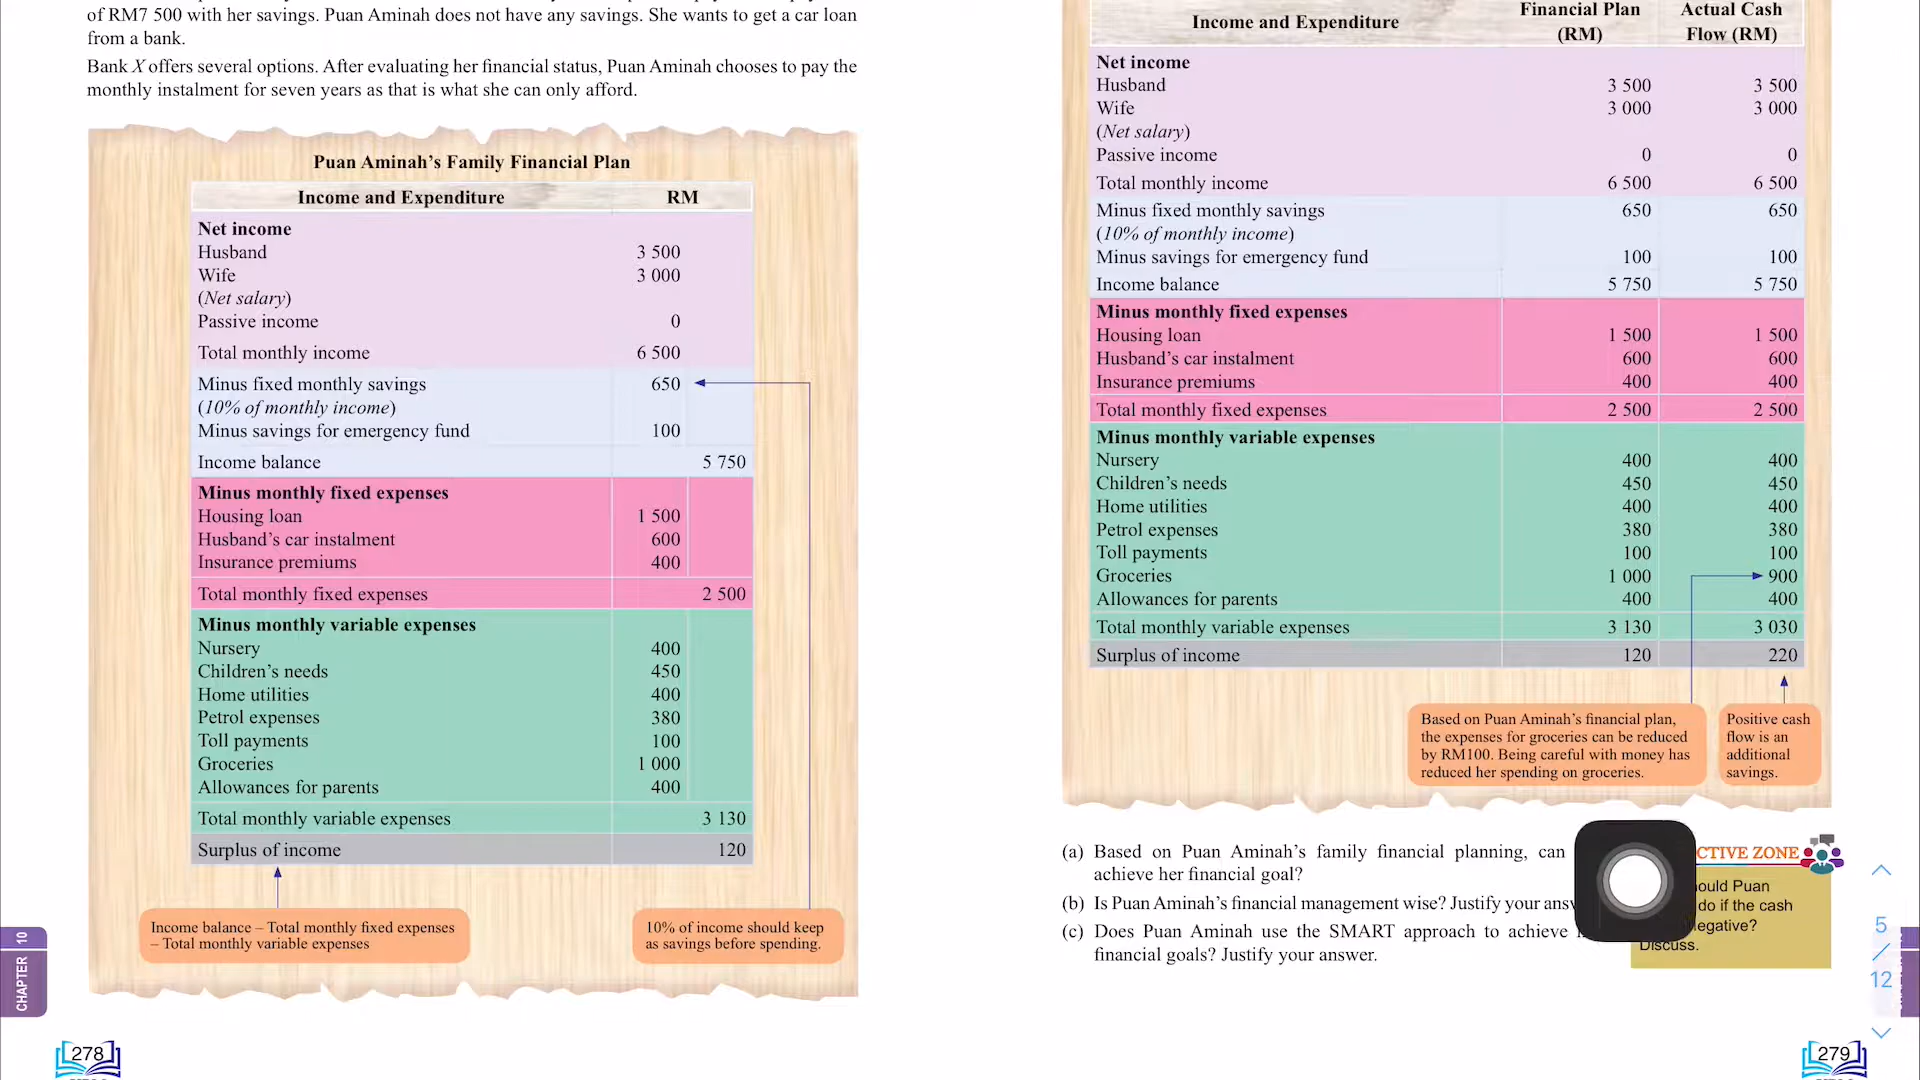 of RM7 500 with her savings. Puan Aminah does not have any savings. She wants to get a car loan
from a bank.
Bank X offers several options. After evaluating her financial status, Puan Aminah chooses to pay the
monthly instalment for seven years as that is what she can only afford.
Puan Aminah's Family Financial Plan
Income and Expenditure RM
Net income
Husband 3 500
Wife 3 000
(Net salary)
Passive income 0
Total monthly income 6 500
Minus fixed monthly savings 650
(10% of monthly income)
Minus savings for emergency fund 100
Income balance 5 750
Minus monthly fixed expenses
Housing loan 1 500
Husband's car instalment 600
Insurance premiums 400
Total monthly fixed expenses 2 500
Minus monthly variable expenses
Nursery 400
Children's needs 450
Home utilities 400
Petrol expenses 380
Toll payments 100
Groceries 1 000
Allowances for parents 400
Total monthly variable expenses 3 130
Surplus of income 120
Income balance – Total monthly fixed expenses
– Total monthly variable expenses
10% of income should keep
as savings before spending.
CHAPTER 10
278
Income and Expenditure Financial Plan (RM) Actual Cash Flow (RM)
Net income
Husband 3 500 3 500
Wife 3 000 3 000
(Net salary)
Passive income 0 0
Total monthly income 6 500 6 500
Minus fixed monthly savings 650 650
(10% of monthly income)
Minus savings for emergency fund 100 100
Income balance 5 750 5 750
Minus monthly fixed expenses
Housing loan 1 500 1 500
Husband's car instalment 600 600
Insurance premiums 400 400
Total monthly fixed expenses 2 500 2 500
Minus monthly variable expenses
Nursery 400 400
Children's needs 450 450
Home utilities 400 400
Petrol expenses 380 380
Toll payments 100 100
Groceries 1 000 900
Allowances for parents 400 400
Total monthly variable expenses 3 130 3 030
Surplus of income 120 220
Based on Puan Aminah's financial plan,
the expenses for groceries can be reduced
by RM100. Being careful with money has
reduced her spending on groceries.
Positive cash
flow is an
additional
savings.
(a) Based on Puan Aminah's family financial planning, can
achieve her financial goal?
(b) Is Puan Aminah's financial management wise? Justify your
(c) Does Puan Aminah use the SMART approach to achieve
financial goals? Justify your answer.
ZONE
Puan
do if the cash
Discuss.
5
/
12
279